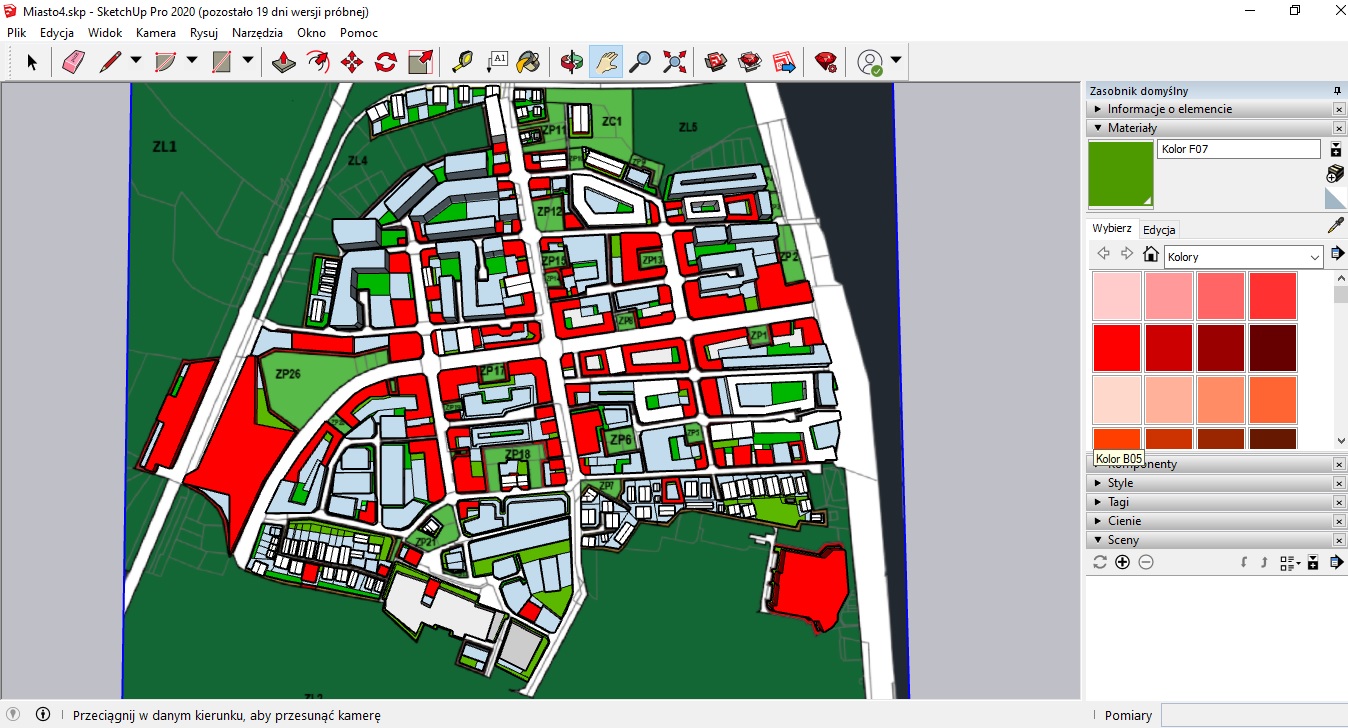 Miasto4.skp - SketchUp Pro 2020 (pozostało 19 dni wersji próbnej)
Plik Edycja Widok Kamera Rysuj Narzędzia Okno Pomoc
A1
Zasobnik domyślny
Informacje o elemencie
Materiały
Kolor F07
Wybierz Edycja
Kolory
Kolor B05
Komponenty
Style
Tagi
Cienie
Sceny
ZL1
ZL4
ZP11
ZC1
ZL5
ZP12
ZP15
ZP13
ZP2
ZP8
ZP1
ZP26
ZP17
ZP6
ZP5
ZP18
ZP7
ZP21
Przeciągnij w danym kierunku, aby przesunąć kamerę
Pomiary